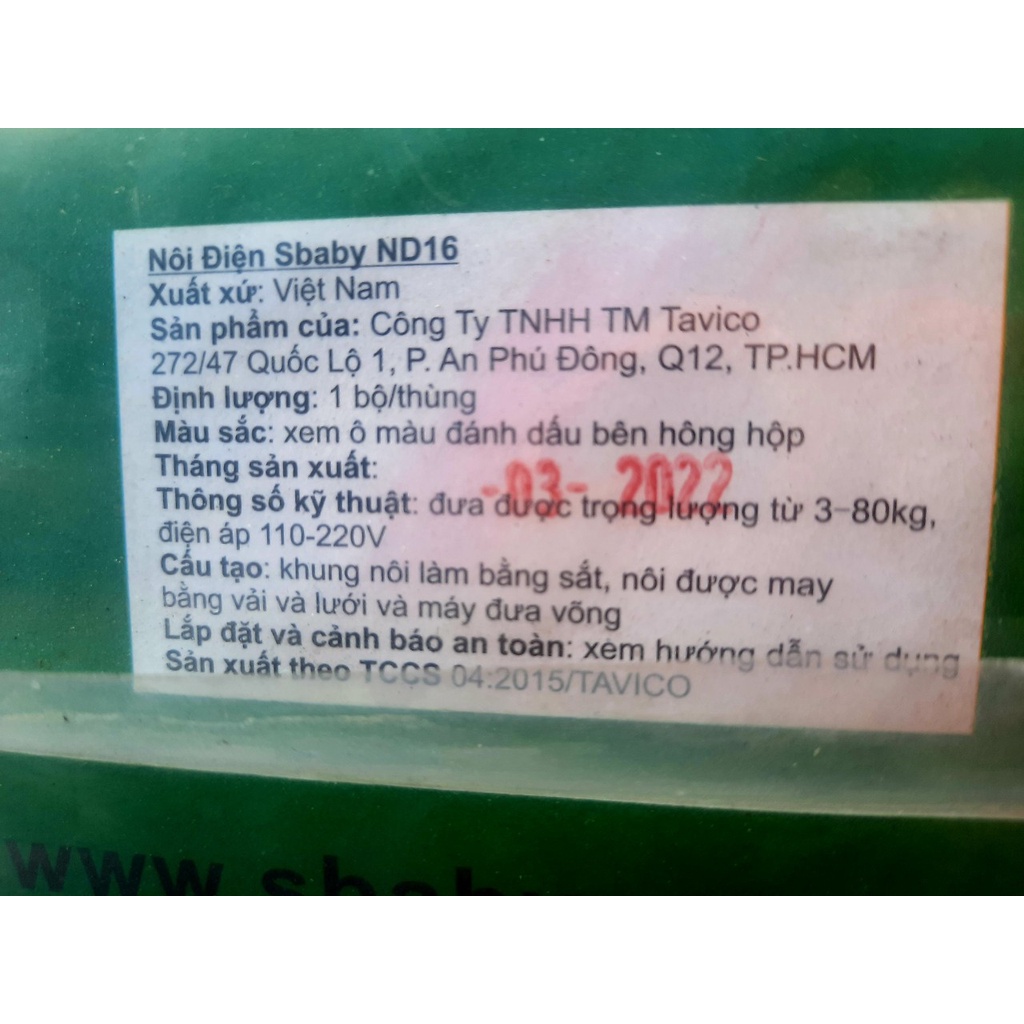 Nôi Điện Sbaby ND16
Xuất xứ: Việt Nam
Sản phẩm của: Công Ty TNHH TM Tavico
272/47 Quốc Lộ 1, P. An Phú Đông, Q12, TP.HCM
Định lượng: 1 bộ/thùng
Màu sắc: xem ô màu đánh dấu bên hông hộp
Tháng sản xuất: -03- 2022
Thông số kỹ thuật: đưa được trọng lượng từ 3-80kg,
điện áp 110-220V
Cấu tạo: khung nôi làm bằng sắt, nôi được may
bằng vải và lưới và máy đưa võng
Lắp đặt và cảnh báo an toàn: xem hướng dẫn sử dụng
Sản xuất theo TCCS 04:2015/TAVICO
www.sbaby